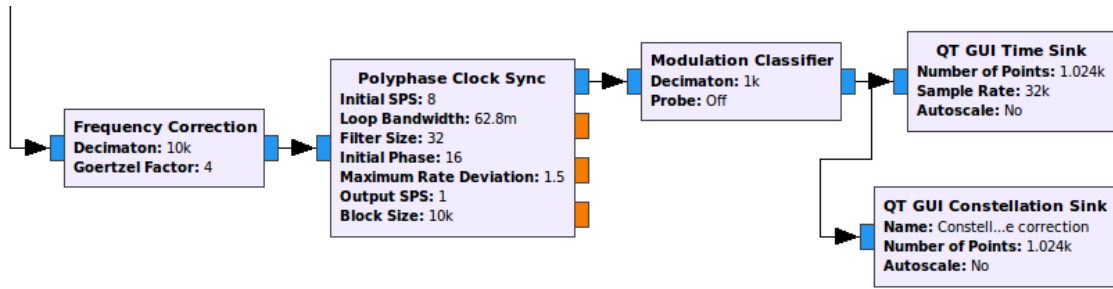 Frequency Correction
Decimaton: 10k
Goertzel Factor: 4
Polyphase Clock Sync
Initial SPS: 8
Loop Bandwidth: 62.8m
Filter Size: 32
Initial Phase: 16
Maximum Rate Deviation: 1.5
Output SPS: 1
Block Size: 10k
Modulation Classifier
Decimaton: 1k
Probe: Off
QT GUI Time Sink
Number of Points: 1.024k
Sample Rate: 32k
Autoscale: No
QT GUI Constellation Sink
Name: Constell...e correction
Number of Points: 1.024k
Autoscale: No